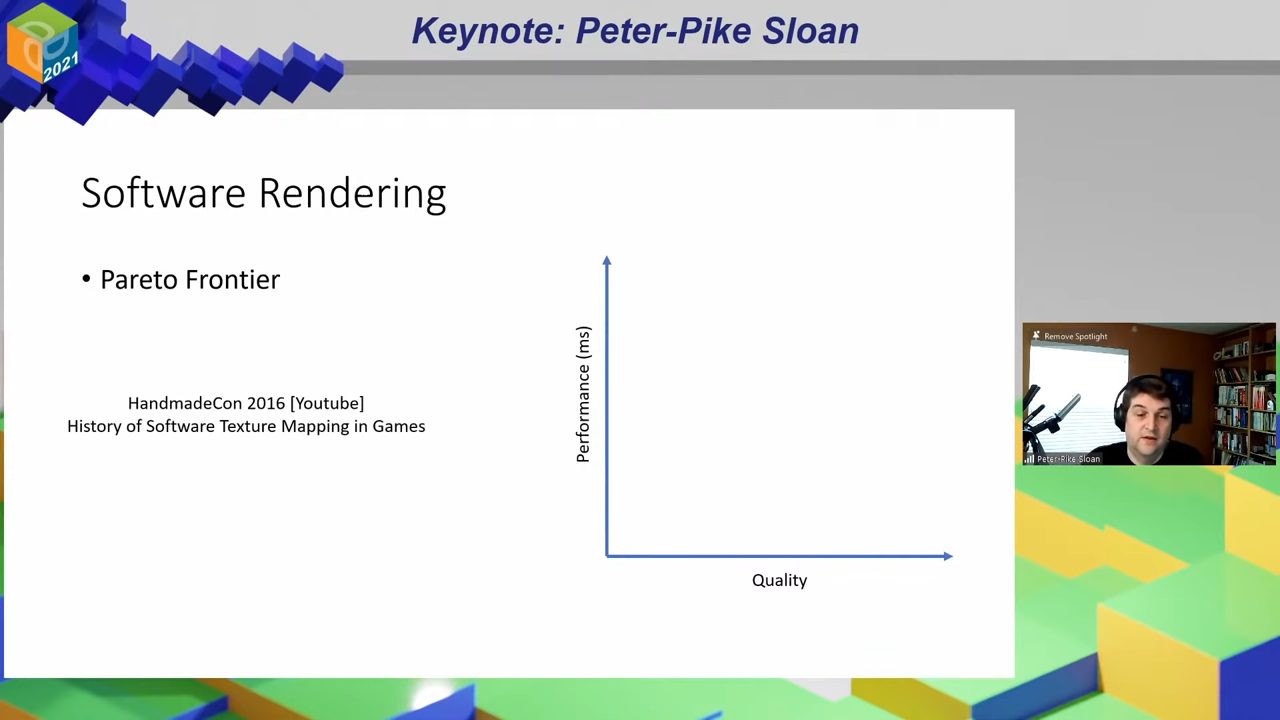 Keynote: Peter-Pike Sloan
2021
Software Rendering
• Pareto Frontier
HandmadeCon 2016 [Youtube]
History of Software Texture Mapping in Games
Performance (ms)
Quality
Remove Spotlight
Peter-Pike Sloan